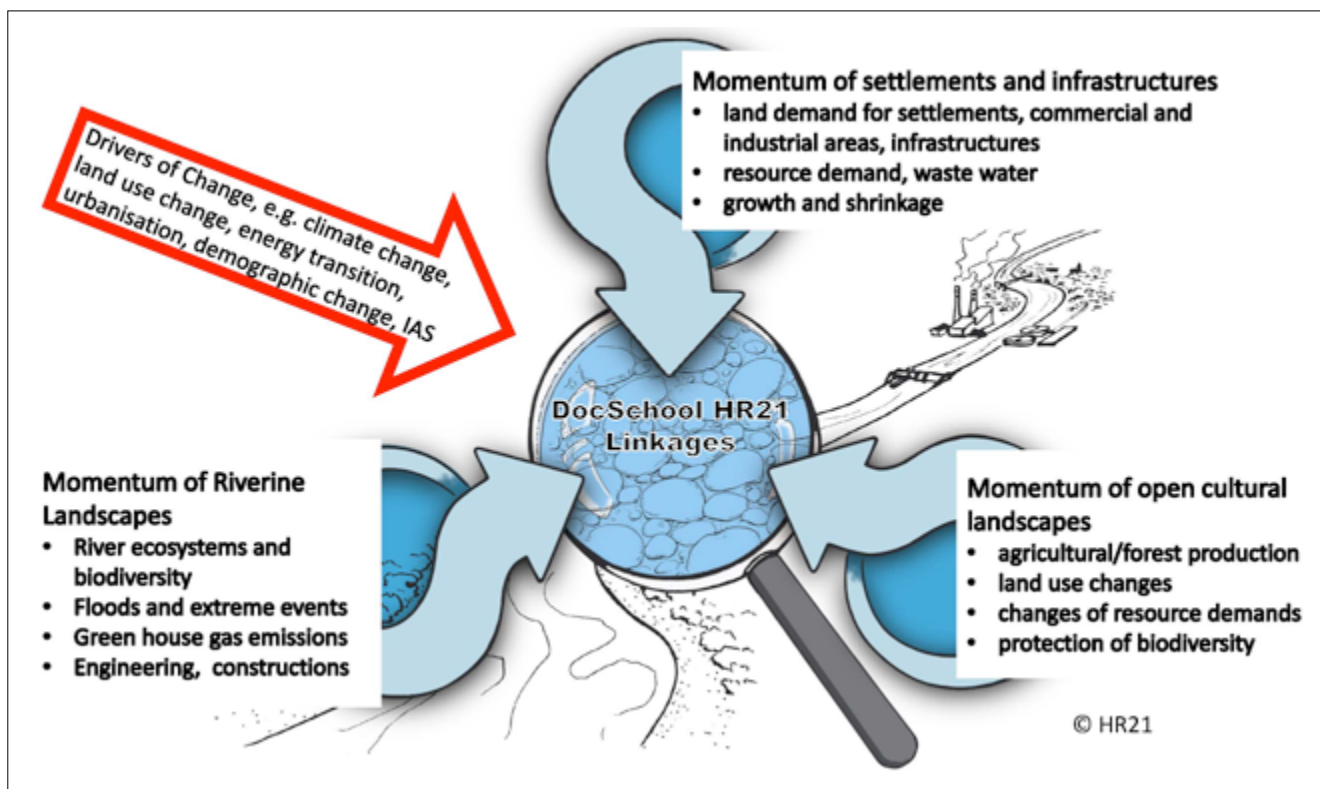 Drivers of Change, e.g. climate change,
land use change, energy transition,
urbanisation, demographic change, IAS
Momentum of settlements and infrastructures
• land demand for settlements, commercial and
industrial areas, infrastructures
• resource demand, waste water
• growth and shrinkage
DocSchool HR21
Linkages
Momentum of Riverine
Landscapes
• River ecosystems and
biodiversity
• Floods and extreme events
• Green house gas emissions
• Engineering, constructions
Momentum of open cultural
landscapes
• agricultural/forest production
• land use changes
• changes of resource demands
• protection of biodiversity
© HR21